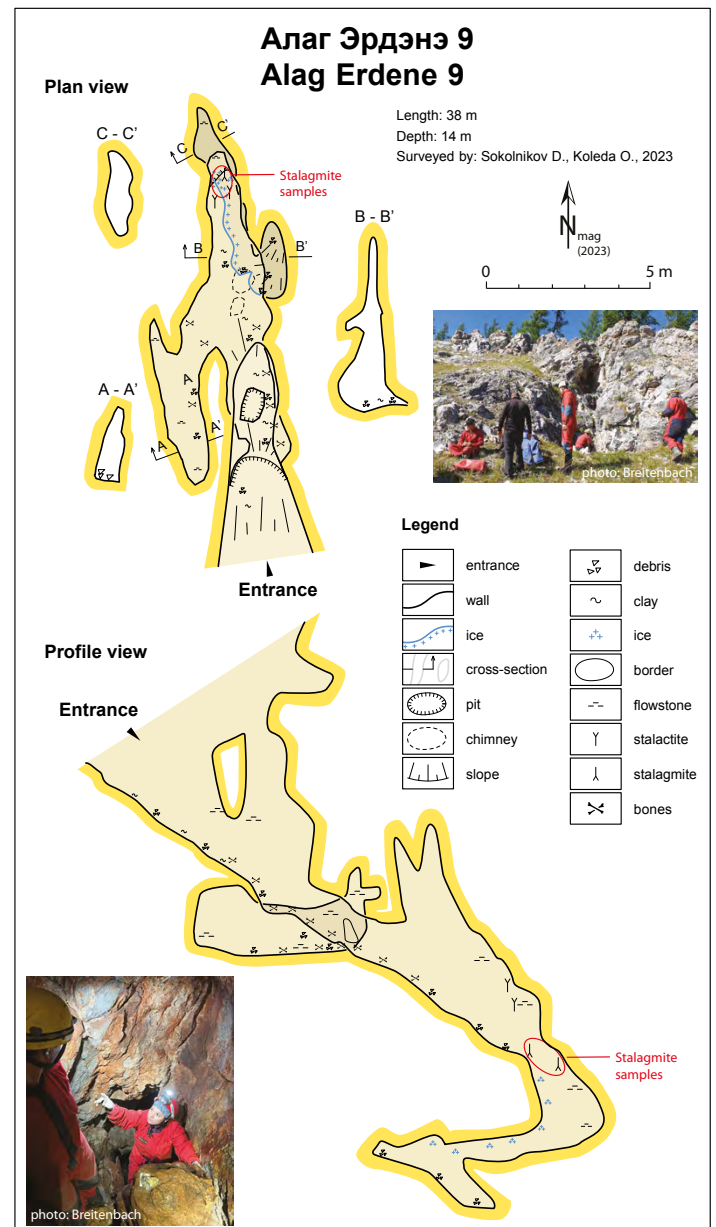 Алаг Эрдэнэ 9
Alag Erdene 9
Plan view
Length: 38 m
Depth: 14 m
Surveyed by: Sokolnikov D., Koleda O., 2023
C - C'
C
C'
Stalagmite
samples
B - B'
N mag
(2023)
B
B'
0
5 m
A - A'
A
A
A'
photo: Breitenbach
Entrance
Legend
entrance
debris
wall
clay
ice
ice
cross-section
border
pit
flowstone
chimney
stalactite
slope
stalagmite
bones
Profile view
Entrance
Stalagmite
samples
photo: Breitenbach